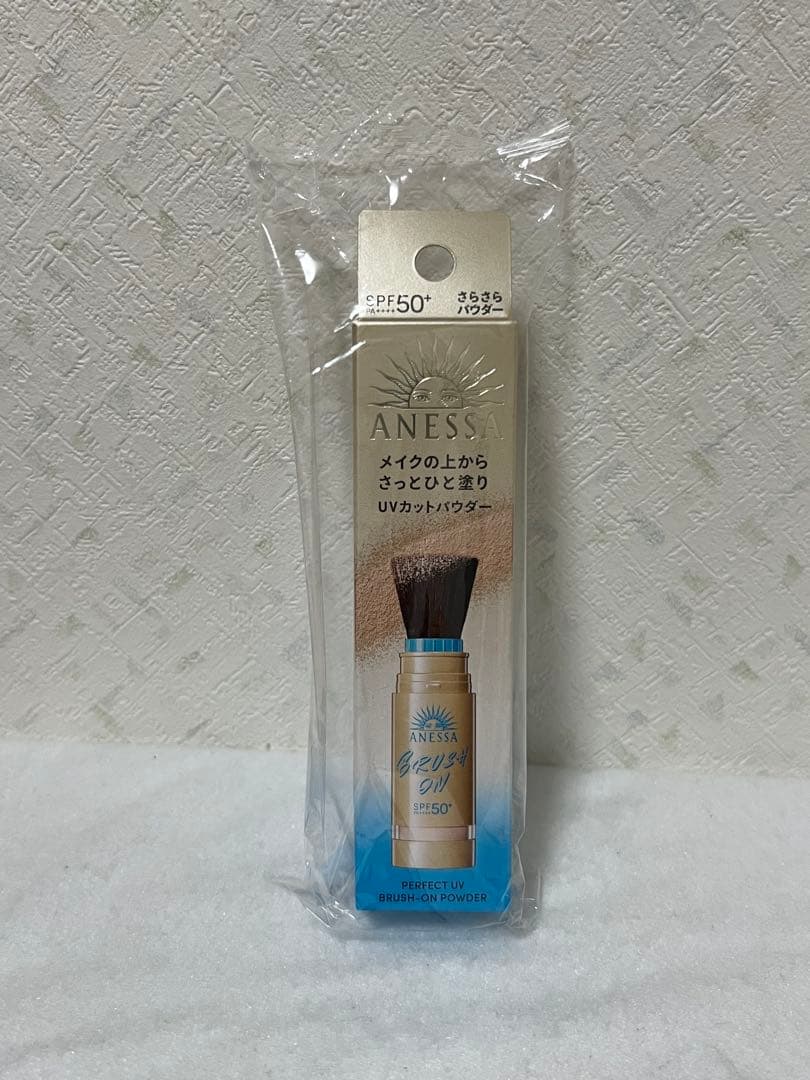 SPF50+
PA++++
さらさら
パウダー
ANESSA
メイクの上から
さっとひと塗り
UVカットパウダー
ANESSA
BRUSH
ON
SPF50+
PA++++
PERFECT UV
BRUSH-ON POWDER